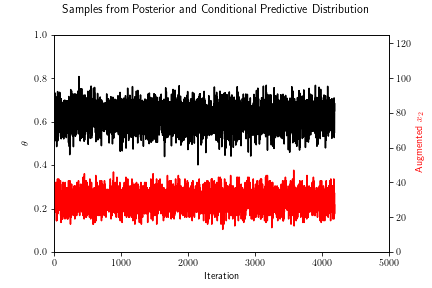 Samples from Posterior and Conditional Predictive Distribution
1.0
0.8
0.6
0.4
0.2
0.0
θ
120
100
80
60
40
20
0
Augmented x₂
0 1000 2000 3000 4000 5000
Iteration